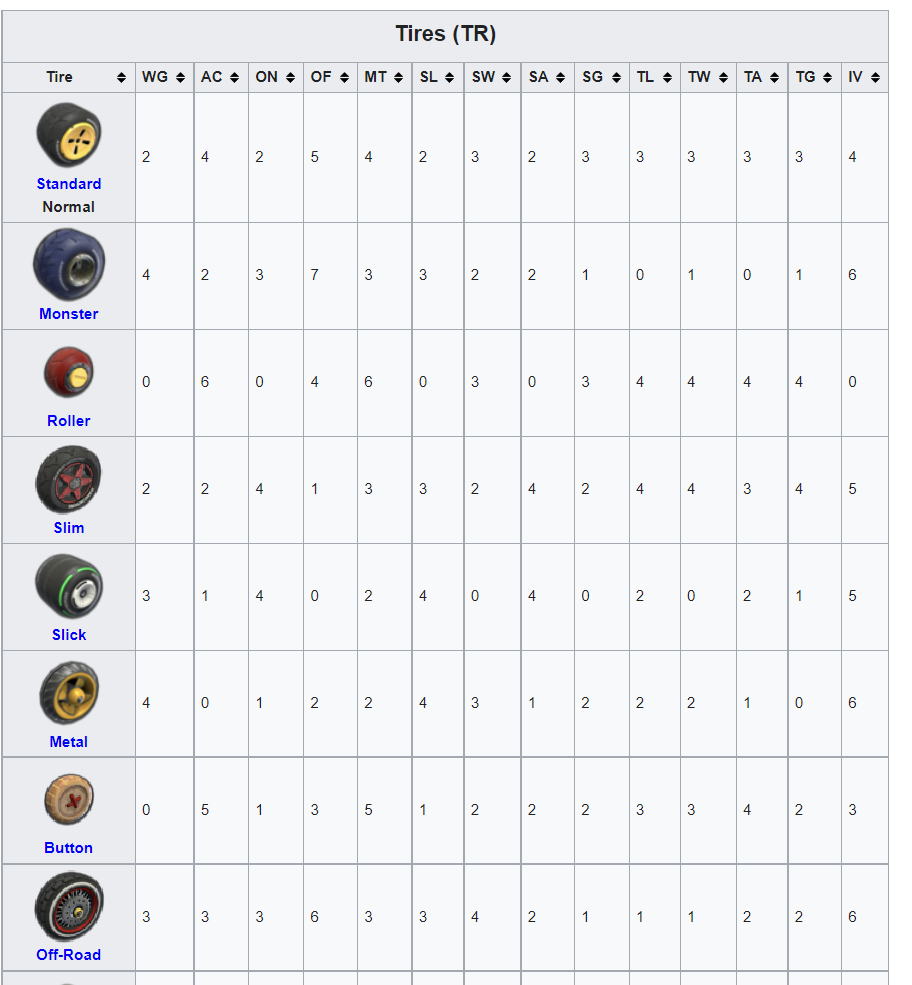 Tires (TR)
Tire WG AC ON OF MT SL SW SA SG TL TW TA TG IV
Standard
Normal
2 4 2 5 4 2 3 2 3 3 3 3 3 4
Monster
4 2 3 7 3 3 2 2 1 0 1 0 1 6
Roller
0 6 0 4 6 0 3 0 3 4 4 4 4 0
Slim
2 2 4 1 3 3 2 4 2 4 4 3 4 5
Slick
3 1 4 0 2 4 0 4 0 2 0 2 1 5
Metal
4 0 1 2 2 4 3 1 2 2 2 1 0 6
Button
0 5 1 3 5 1 2 2 2 3 3 4 2 3
Off-Road
3 3 3 6 3 3 4 2 1 1 1 2 2 6